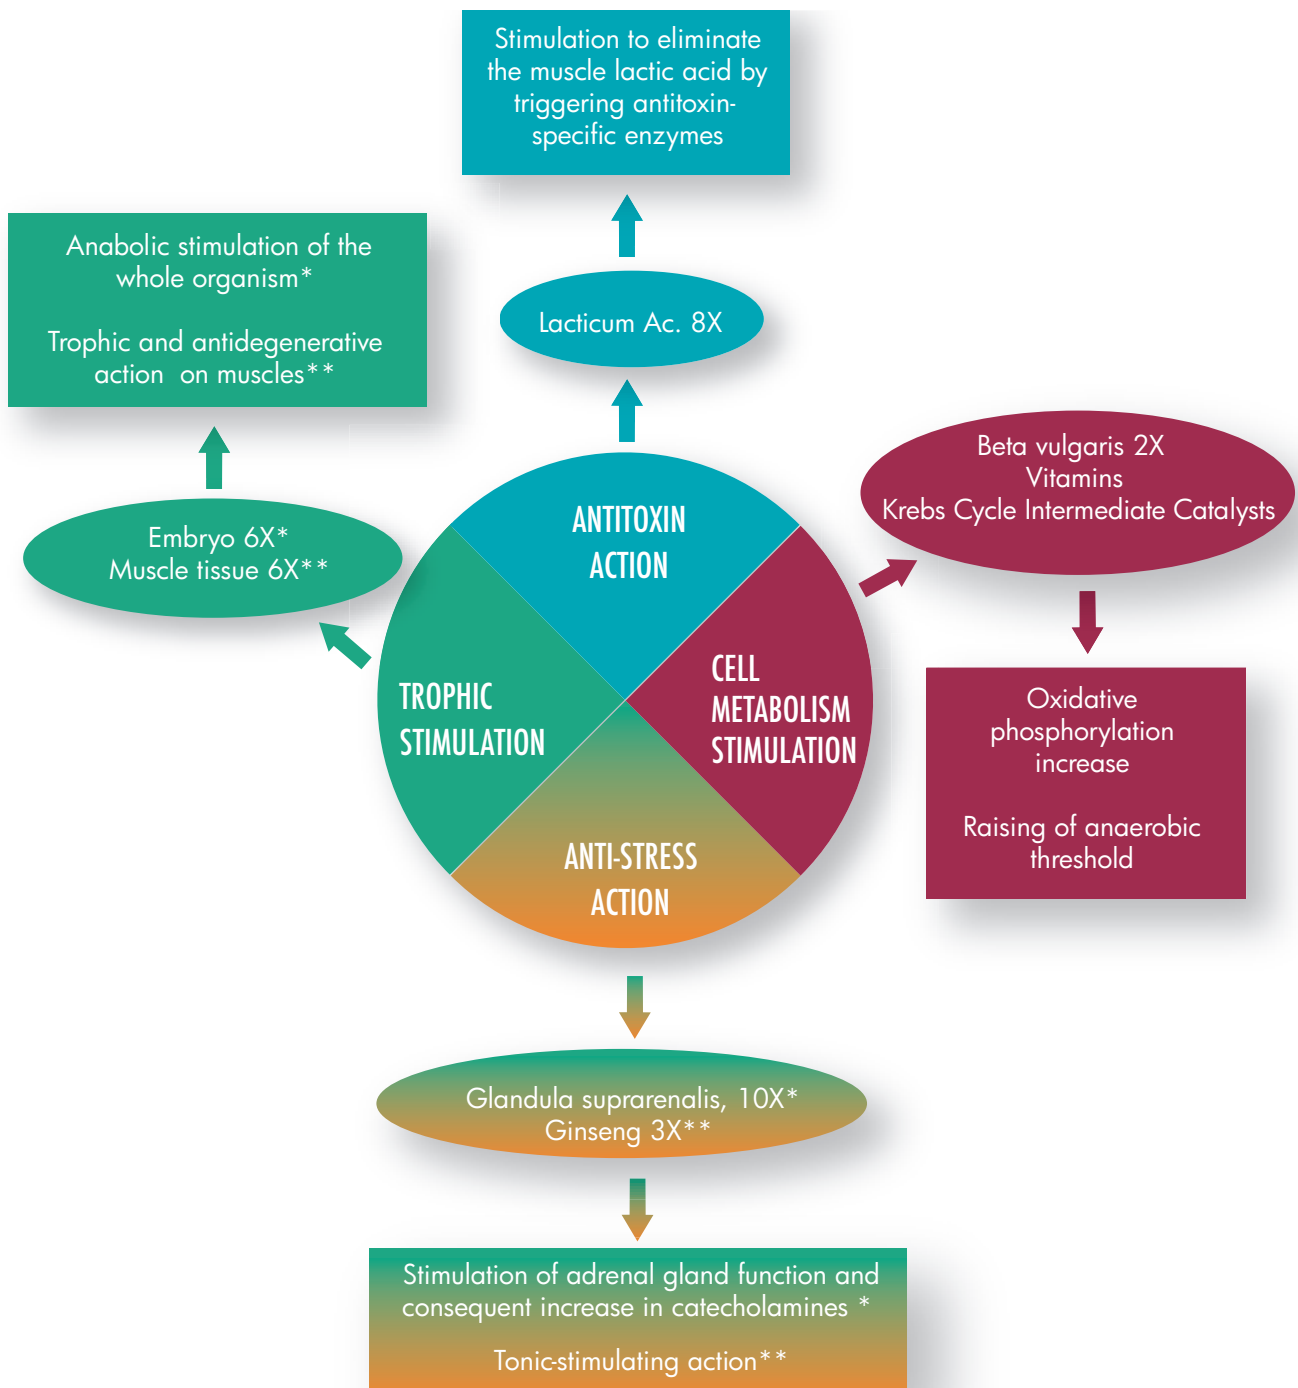 Stimulation to eliminate
the muscle lactic acid by
triggering antitoxin-
specific enzymes
Anabolic stimulation of the
whole organism*
Trophic and antidegenerative
action on muscles**
Lacticum Ac. 8X
Beta vulgaris 2X
Vitamins
Krebs Cycle Intermediate Catalysts
Embryo 6X*
Muscle tissue 6X**
ANTITOXIN
ACTION
TROPHIC
STIMULATION
CELL
METABOLISM
STIMULATION
ANTI-STRESS
ACTION
Oxidative
phosphorylation
increase
Raising of anaerobic
threshold
Glandula suprarenalis, 10X*
Ginseng 3X**
Stimulation of adrenal gland function and
consequent increase in catecholamines *
Tonic-stimulating action**